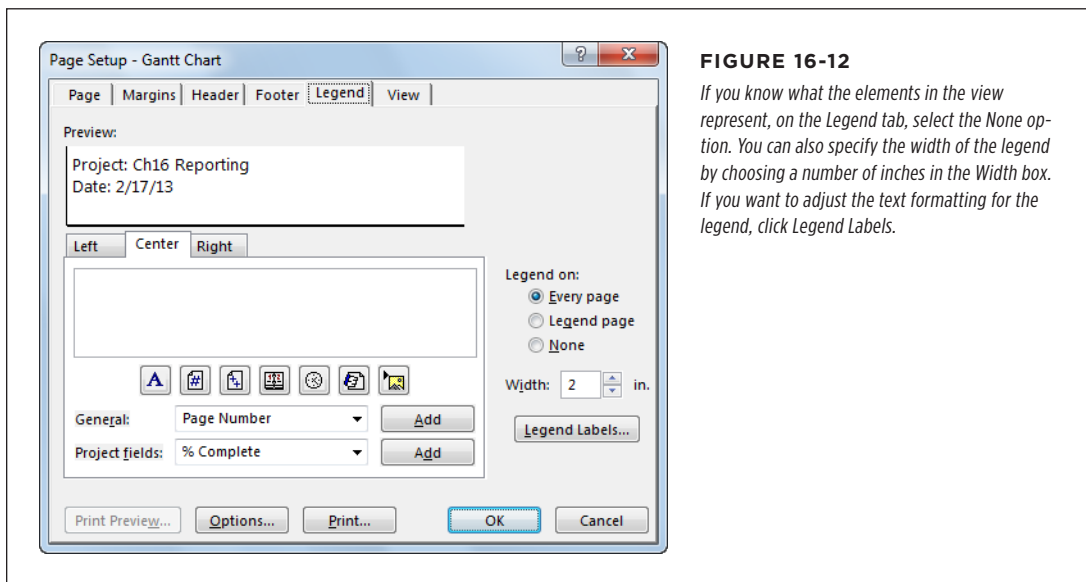 Page Setup - Gantt Chart
Page Margins Header Footer Legend View
Preview:
Project: Ch16 Reporting
Date: 2/17/13
Left Center Right
Legend on:
Every page
Legend page
None
A #
Width: 2 in.
General: Page Number Add
Legend Labels...
Project fields: % Complete Add
Print Preview... Options... Print... OK Cancel
FIGURE 16-12
If you know what the elements in the view
represent, on the Legend tab, select the None op-
tion. You can also specify the width of the legend
by choosing a number of inches in the Width box.
If you want to adjust the text formatting for the
legend, click Legend Labels.